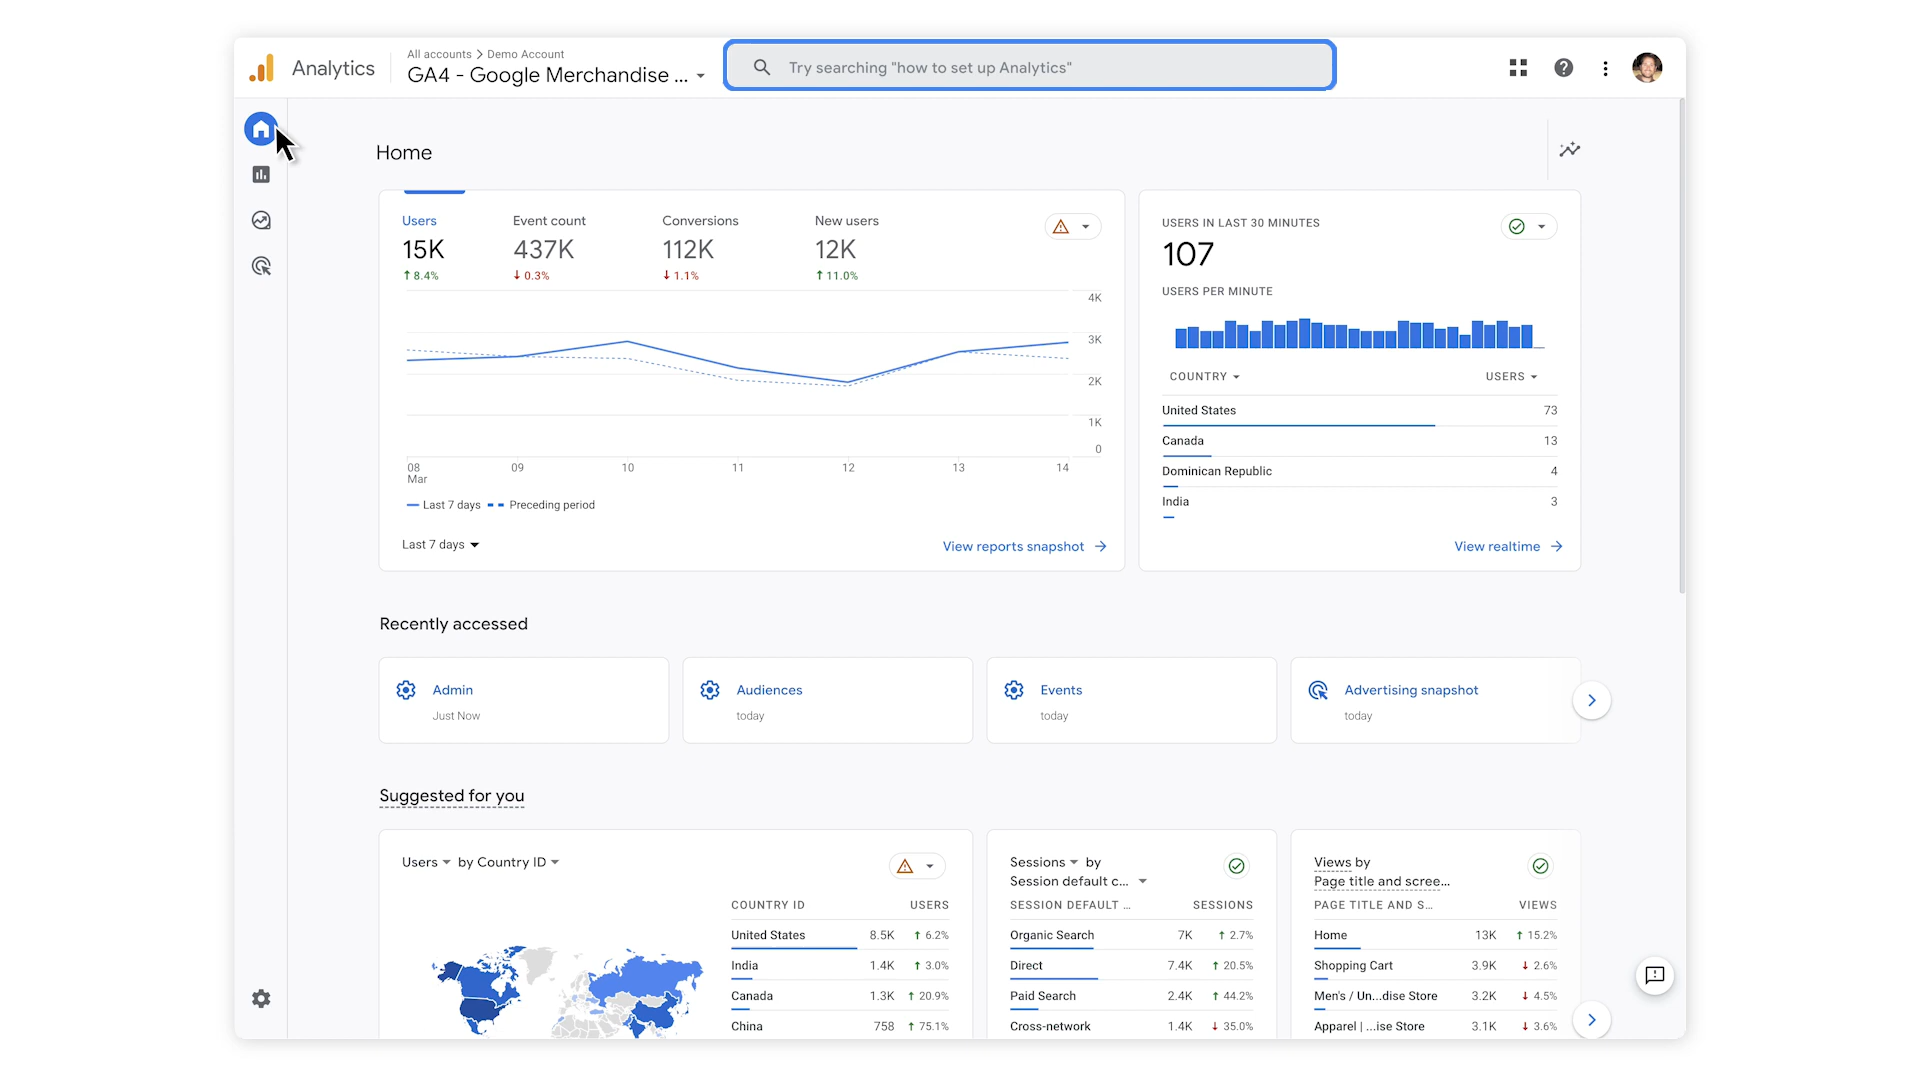 Analytics
All accounts > Demo Account
GA4 - Google Merchandise ...
Try searching "how to set up Analytics"
Home
Users
15K
↑ 8.4%
Event count
437K
↓ 0.3%
Conversions
112K
↓ 1.1%
New users
12K
↑ 11.0%
4K
3K
2K
1K
0
08 09 10 11 12 13 14
Mar
Last 7 days Preceding period
Last 7 days
View reports snapshot
USERS IN LAST 30 MINUTES
107
USERS PER MINUTE
COUNTRY USERS
United States 73
Canada 13
Dominican Republic 4
India 3
View realtime
Recently accessed
Admin
Just Now
Audiences
today
Events
today
Advertising snapshot
today
Suggested for you
Users by Country ID
COUNTRY ID USERS
United States 8.5K ↑ 6.2%
India 1.4K ↑ 3.0%
Canada 1.3K ↑ 20.9%
China 758 ↑ 75.1%
Sessions by
Session default c...
SESSION DEFAULT ... SESSIONS
Organic Search 7K ↑ 2.7%
Direct 7.4K ↑ 20.5%
Paid Search 2.4K ↑ 44.2%
Cross-network 1.4K ↓ 35.0%
Views by
Page title and scree...
PAGE TITLE AND S... VIEWS
Home 13K ↑ 15.2%
Shopping Cart 3.9K ↓ 2.6%
Men's / Un...dise Store 3.2K ↓ 4.5%
Apparel | ...ise Store 3.1K ↓ 3.6%